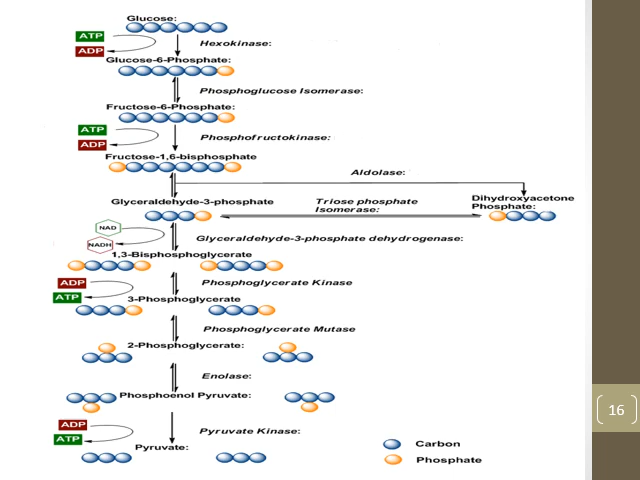 Glucose:
ATP
ADP
Hexokinase:
Glucose-6-Phosphate:
Phosphoglucose Isomerase:
Fructose-6-Phosphate:
ATP
ADP
Phosphofructokinase:
Fructose-1,6-bisphosphate
Aldolase:
Glyceraldehyde-3-phosphate
Triose phosphate
Isomerase:
Dihydroxyacetone
Phosphate:
NAD
NADH
Glyceraldehyde-3-phosphate dehydrogenase:
1,3-Bisphosphoglycerate
ADP
ATP
Phosphoglycerate Kinase
3-Phosphoglycerate
Phosphoglycerate Mutase
2-Phosphoglycerate:
Enolase:
Phosphoenol Pyruvate:
ADP
ATP
Pyruvate Kinase:
Pyruvate:
Carbon
Phosphate
16